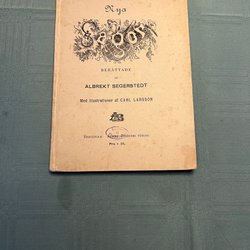 Nya
SAGOR
BERÄTTADE
AF
ALBREKT SEGERSTEDT
Med Illustrationer af CARL LARSSON